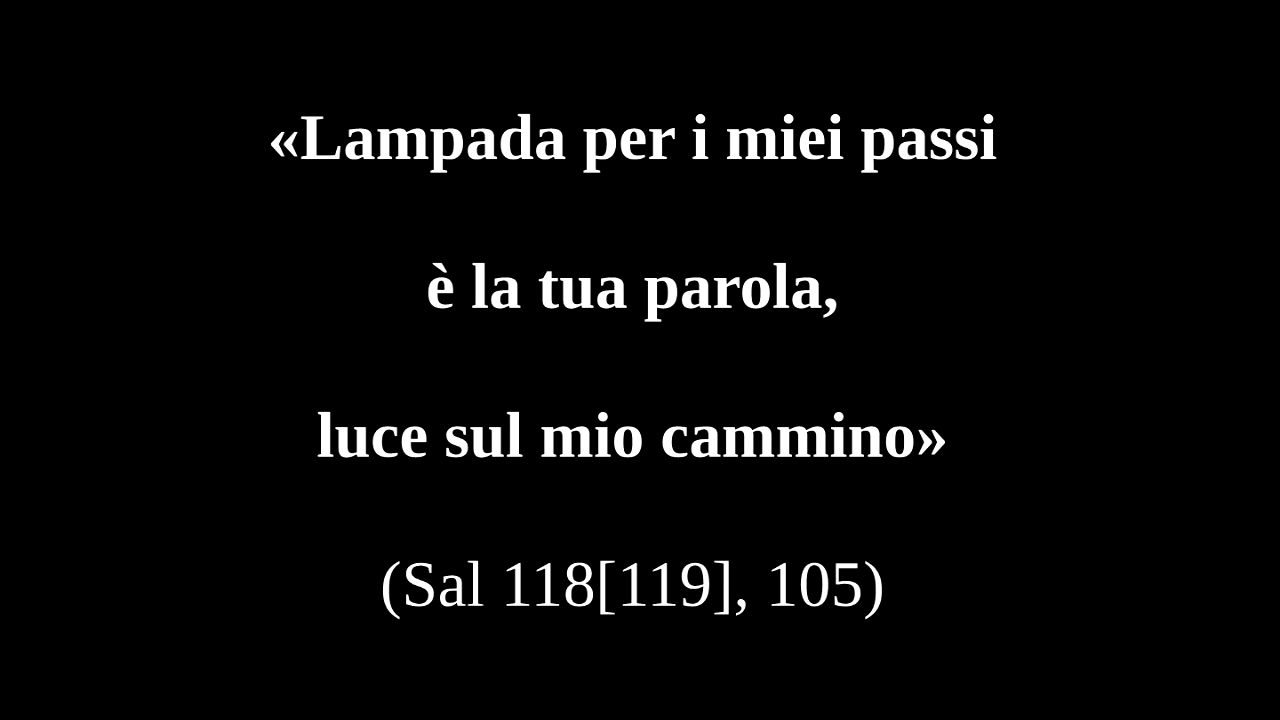 «Lampada per i miei passi
è la tua parola,
luce sul mio cammino»
(Sal 118[119], 105)